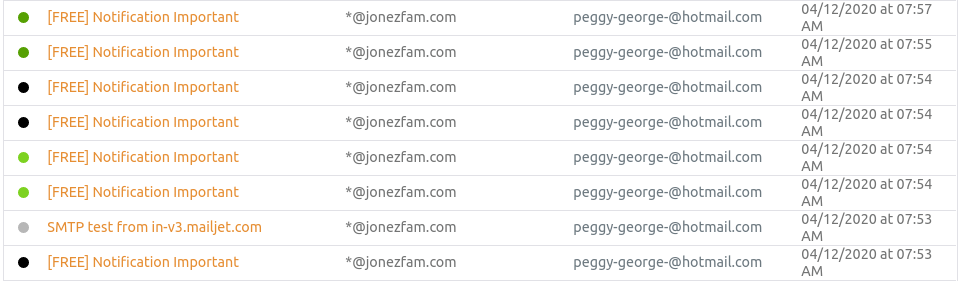 [FREE] Notification Important *@jonezfam.com peggy-george-@hotmail.com 04/12/2020 at 07:57 AM
[FREE] Notification Important *@jonezfam.com peggy-george-@hotmail.com 04/12/2020 at 07:55 AM
[FREE] Notification Important *@jonezfam.com peggy-george-@hotmail.com 04/12/2020 at 07:54 AM
[FREE] Notification Important *@jonezfam.com peggy-george-@hotmail.com 04/12/2020 at 07:54 AM
[FREE] Notification Important *@jonezfam.com peggy-george-@hotmail.com 04/12/2020 at 07:54 AM
[FREE] Notification Important *@jonezfam.com peggy-george-@hotmail.com 04/12/2020 at 07:54 AM
SMTP test from in-v3.mailjet.com *@jonezfam.com peggy-george-@hotmail.com 04/12/2020 at 07:53 AM
[FREE] Notification Important *@jonezfam.com peggy-george-@hotmail.com 04/12/2020 at 07:53 AM